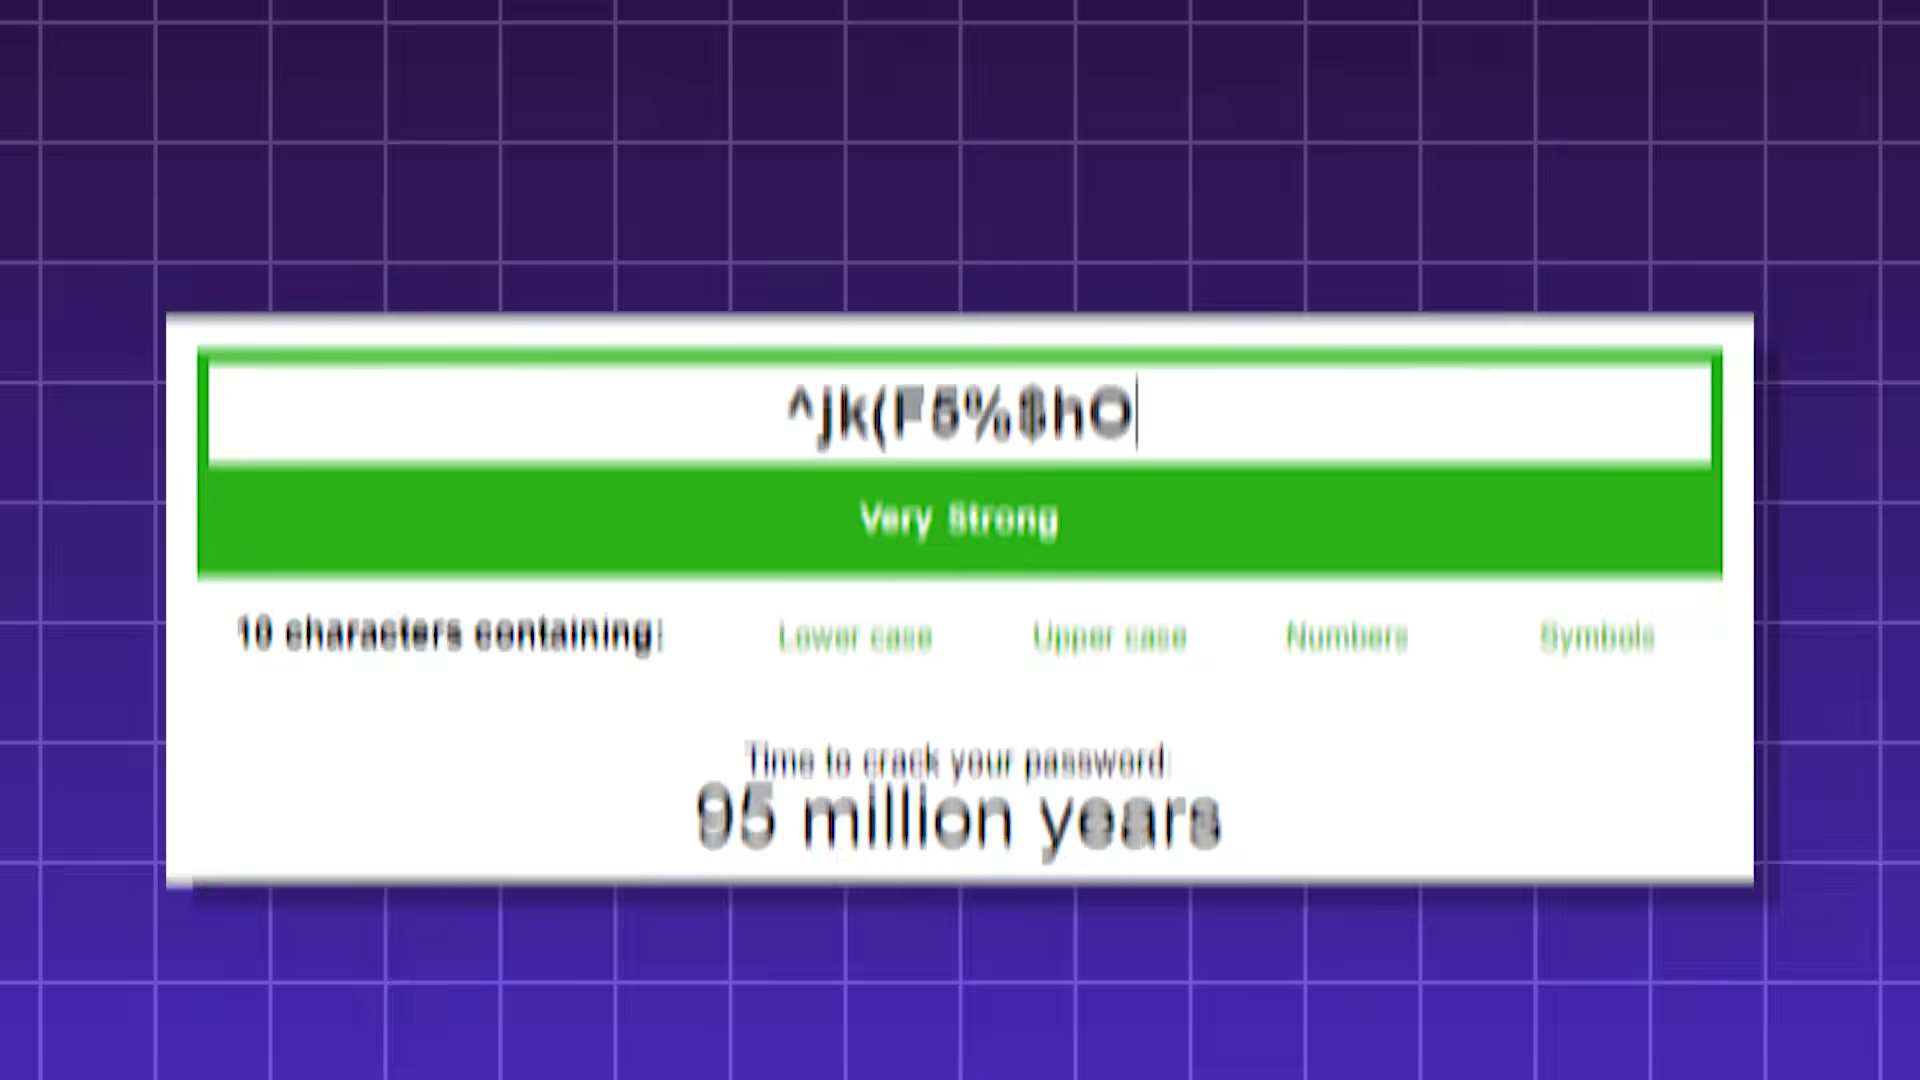 ^jk(F5%$hO
Very Strong
10 characters containing:
Lower case
Upper case
Numbers
Symbols
Time to crack your password:
95 million years